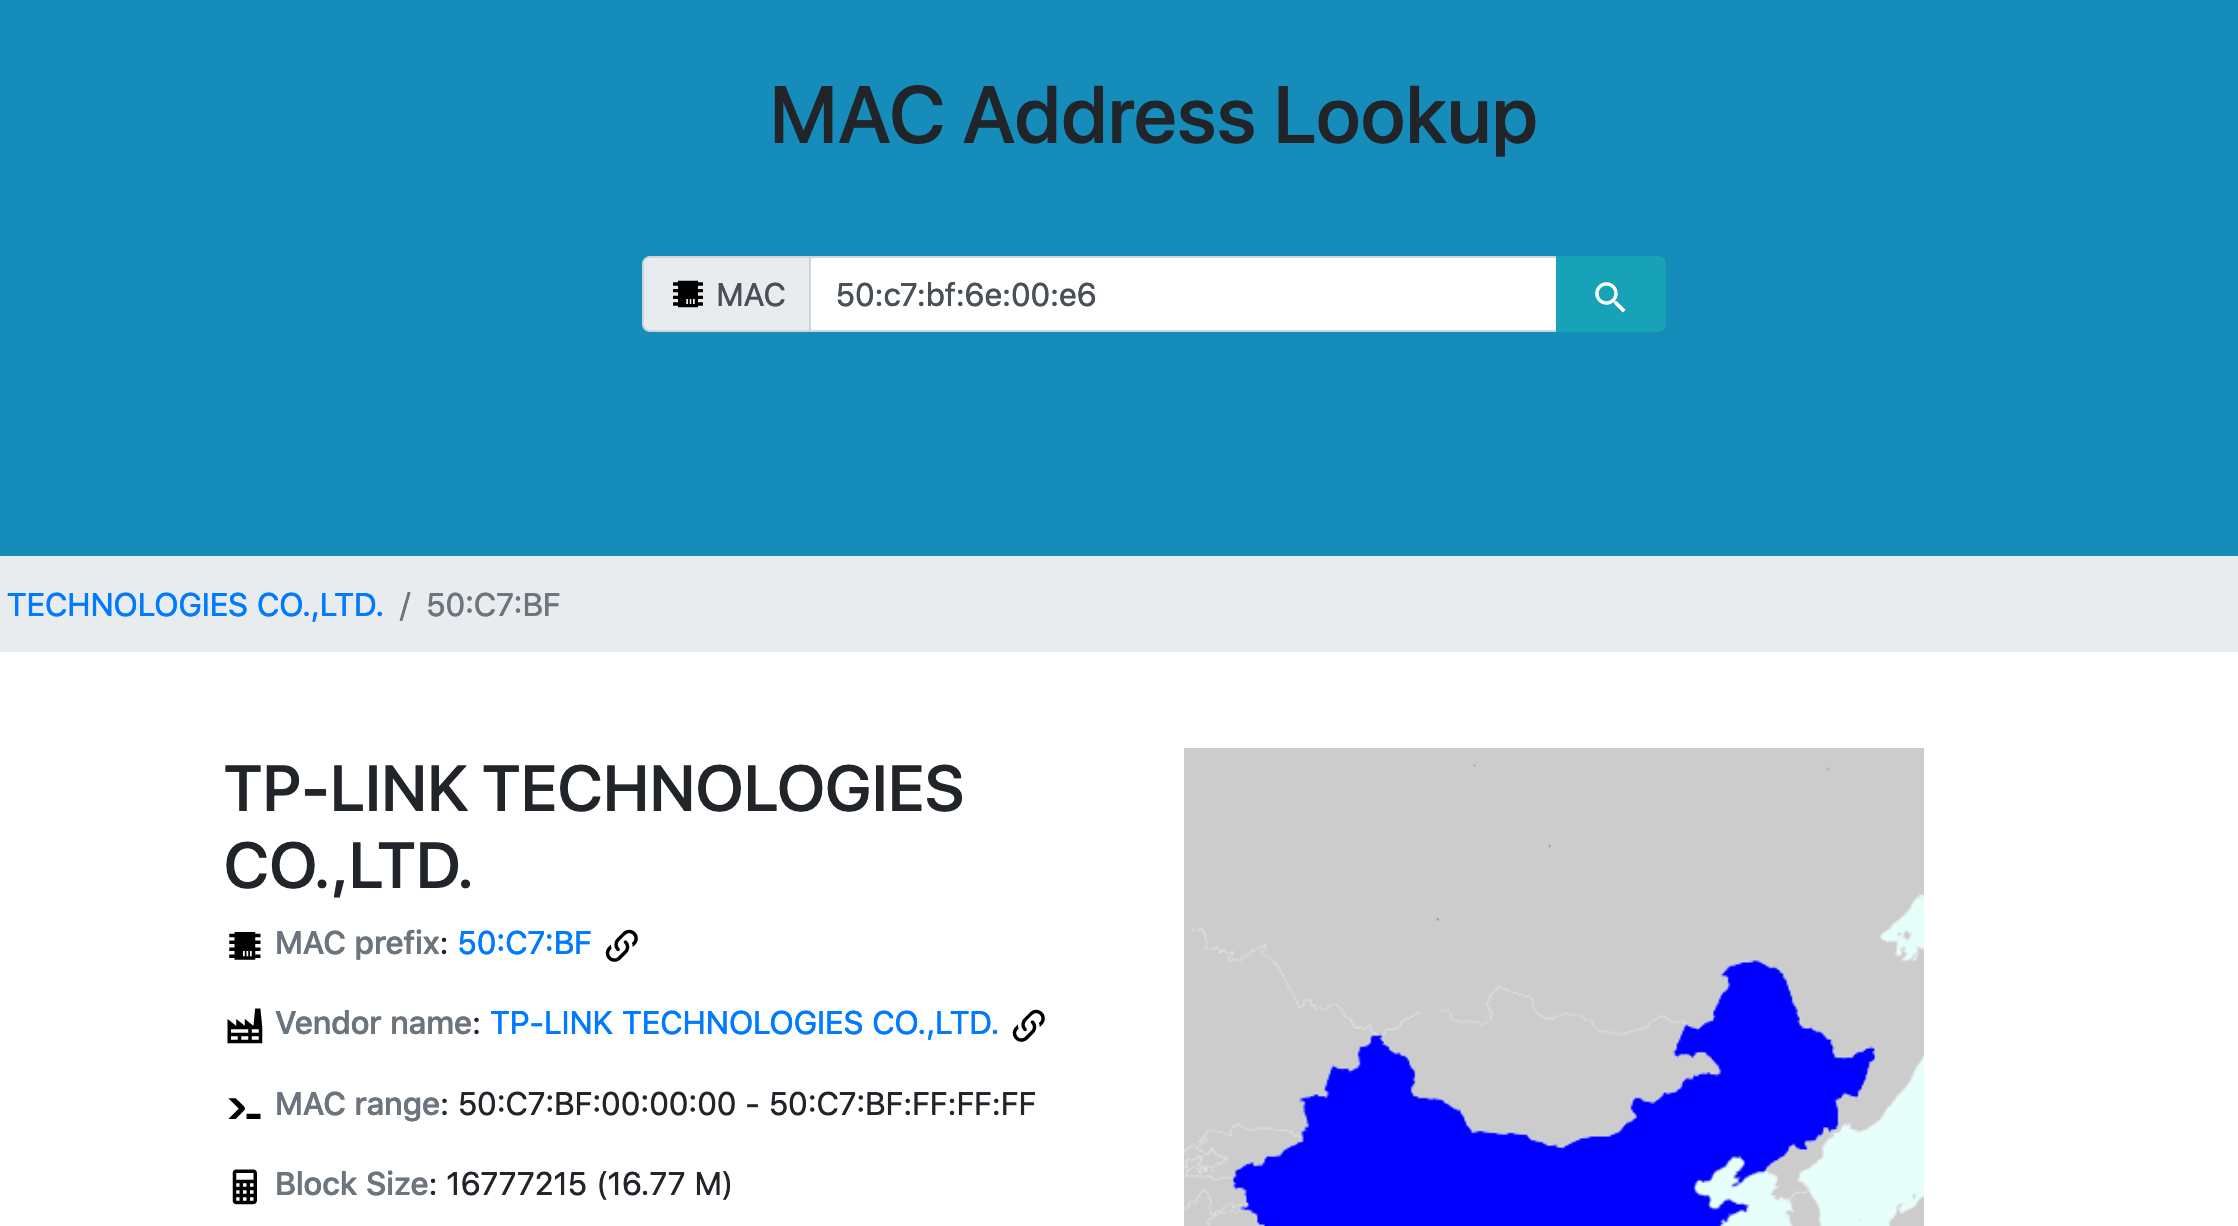 MAC Address Lookup
MAC 50:c7:bf:6e:00:e6
TECHNOLOGIES CO.,LTD. / 50:C7:BF
TP-LINK TECHNOLOGIES
CO.,LTD.
MAC prefix: 50:C7:BF
Vendor name: TP-LINK TECHNOLOGIES CO.,LTD.
MAC range: 50:C7:BF:00:00:00 - 50:C7:BF:FF:FF:FF
Block Size: 16777215 (16.77 M)